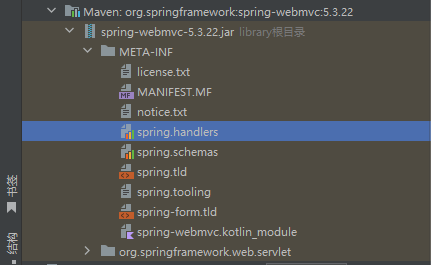 Maven: org.springframework:spring-webmvc:5.3.22
spring-webmvc-5.3.22.jar library根目录
META-INF
license.txt
MANIFEST.MF
notice.txt
spring.handlers
spring.schemas
spring.tld
spring.tooling
spring-form.tld
spring-webmvc.kotlin_module
org.springframework.web.servlet
书签
结构